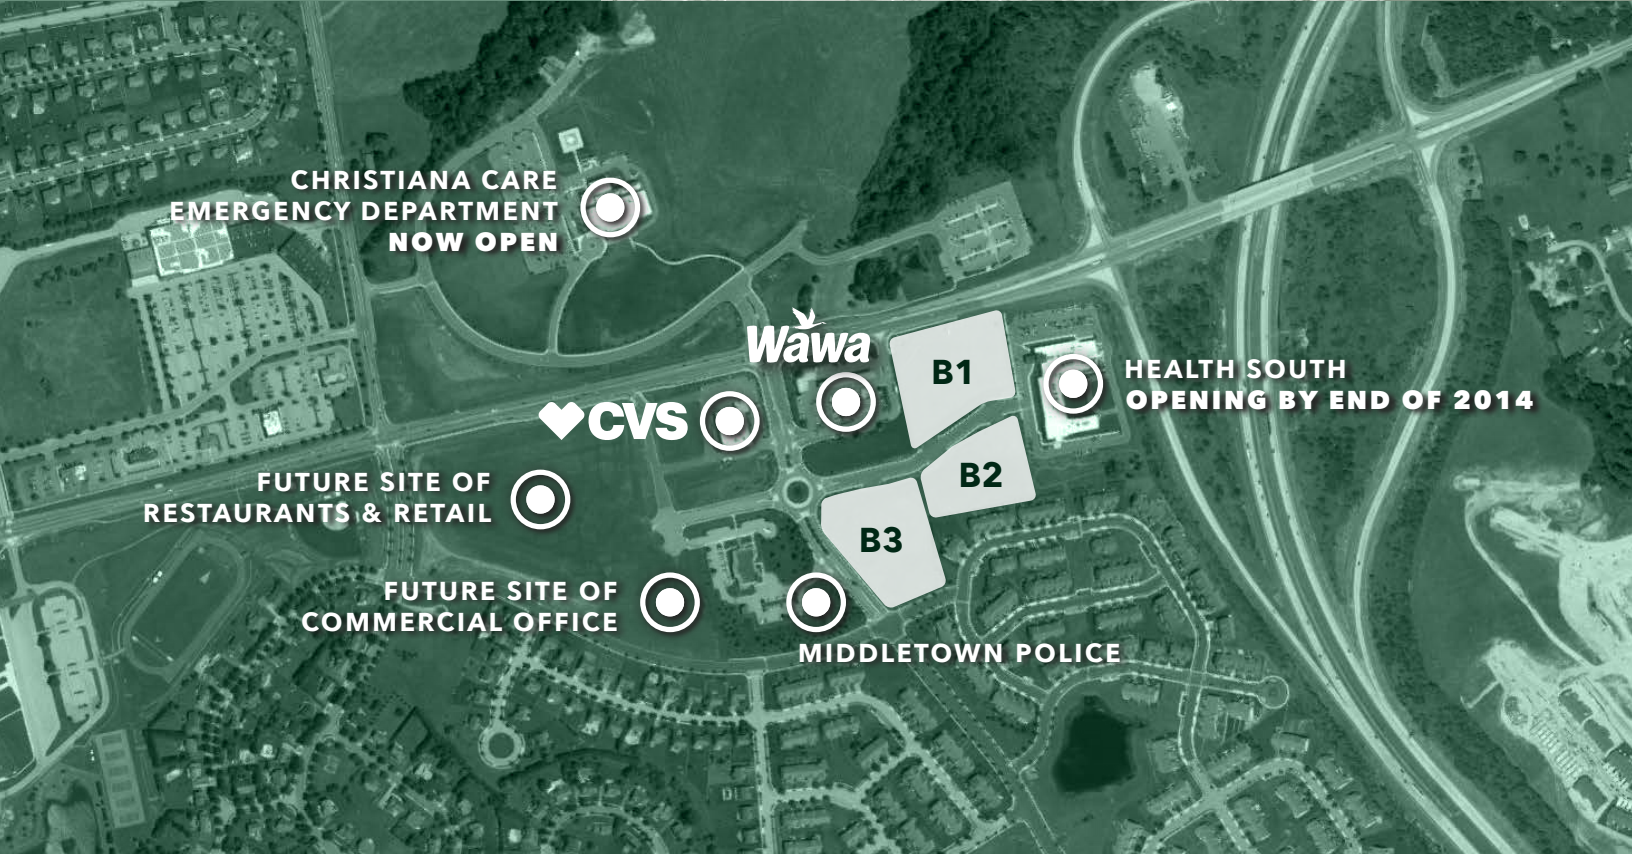 CHRISTIANA CARE
EMERGENCY DEPARTMENT
NOW OPEN
Wawa
B1
HEALTH SOUTH
OPENING BY END OF 2014
CVS
B2
FUTURE SITE OF
RESTAURANTS & RETAIL
B3
FUTURE SITE OF
COMMERCIAL OFFICE
MIDDLETOWN POLICE